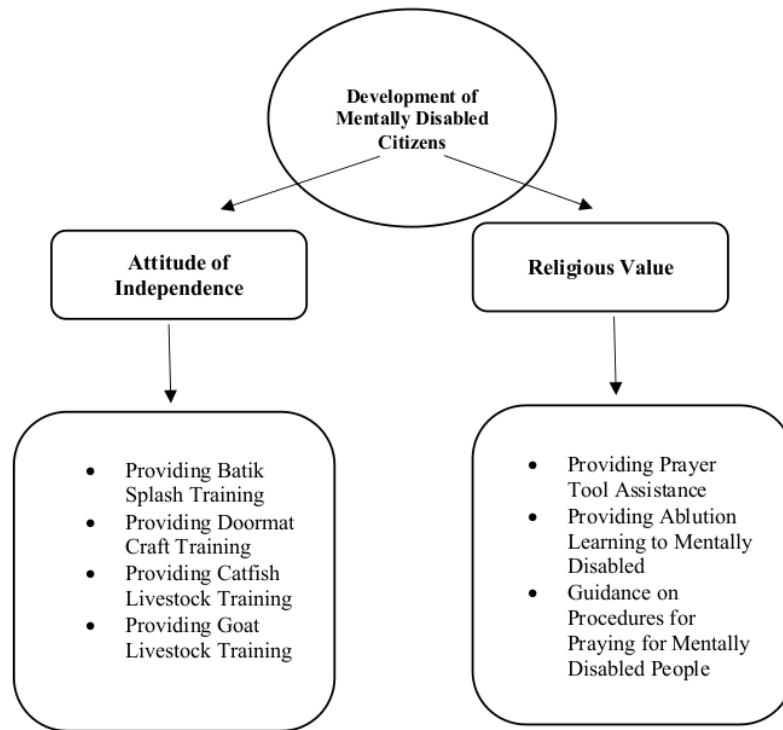 Development of
Mentally Disabled
Citizens
Attitude of
Independence
Religious Value
• Providing Batik
Splash Training
• Providing Doormat
Craft Training
• Providing Catfish
Livestock Training
• Providing Goat
Livestock Training
• Providing Prayer
Tool Assistance
• Providing Ablution
Learning to Mentally
Disabled
• Guidance on
Procedures for
Praying for Mentally
Disabled People